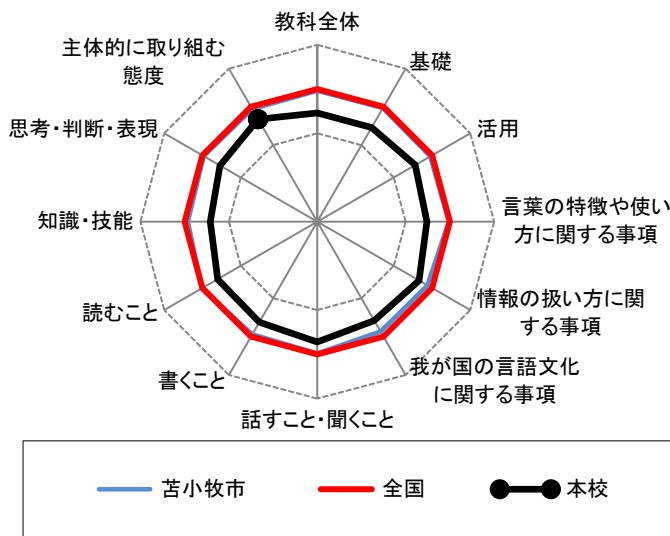 教科全体
主体的に取り組む
態度
基礎
思考・判断・表現
活用
知識・技能
言葉の特徴や使い
方に関する事項
読むこと
情報の扱い方に関
する事項
書くこと
我が国の言語文化
に関する事項
話すこと・聞くこと
苫小牧市
全国
本校